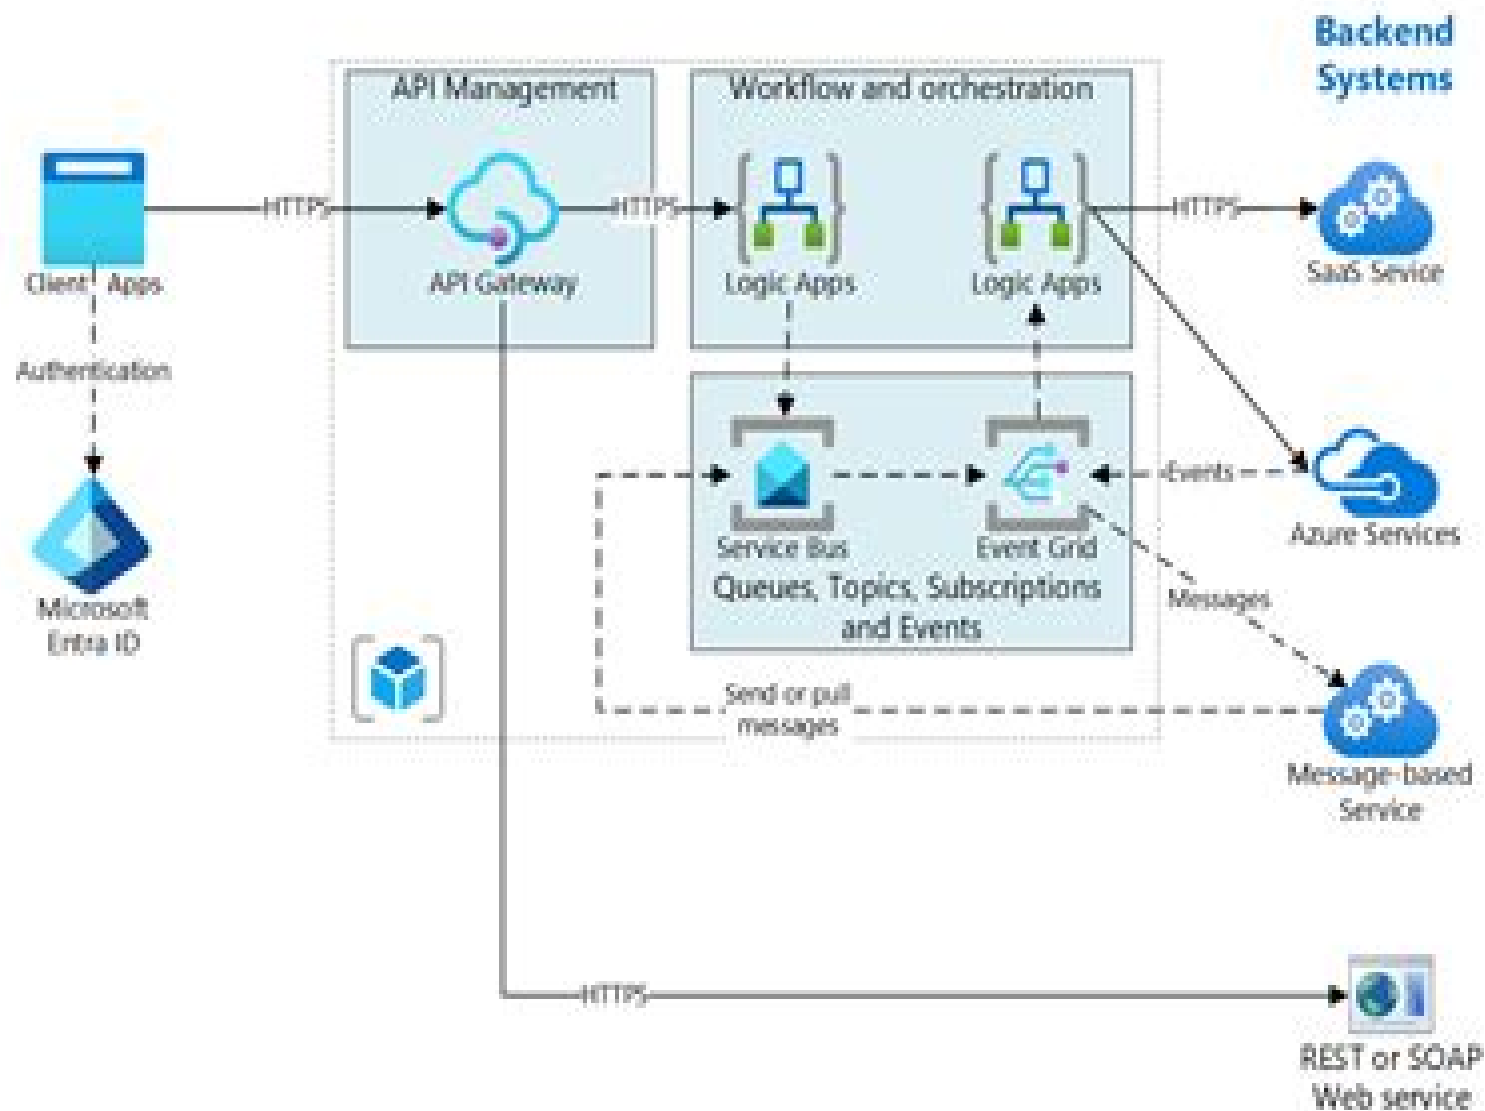 Backend
Systems
API Management
Workflow and orchestration
HTTPS
HTTPS
HTTPS
Client Apps
API Gateway
Logic Apps
Logic Apps
SaaS Sevice
Authentication
Events
Service Bus
Event Grid
Azure Services
Queues, Topics, Subscriptions
and Events
Messages
Microsoft
Entra ID
Send or pull
messages
Message-based
Service
HTTPS
REST or SOAP
Web service